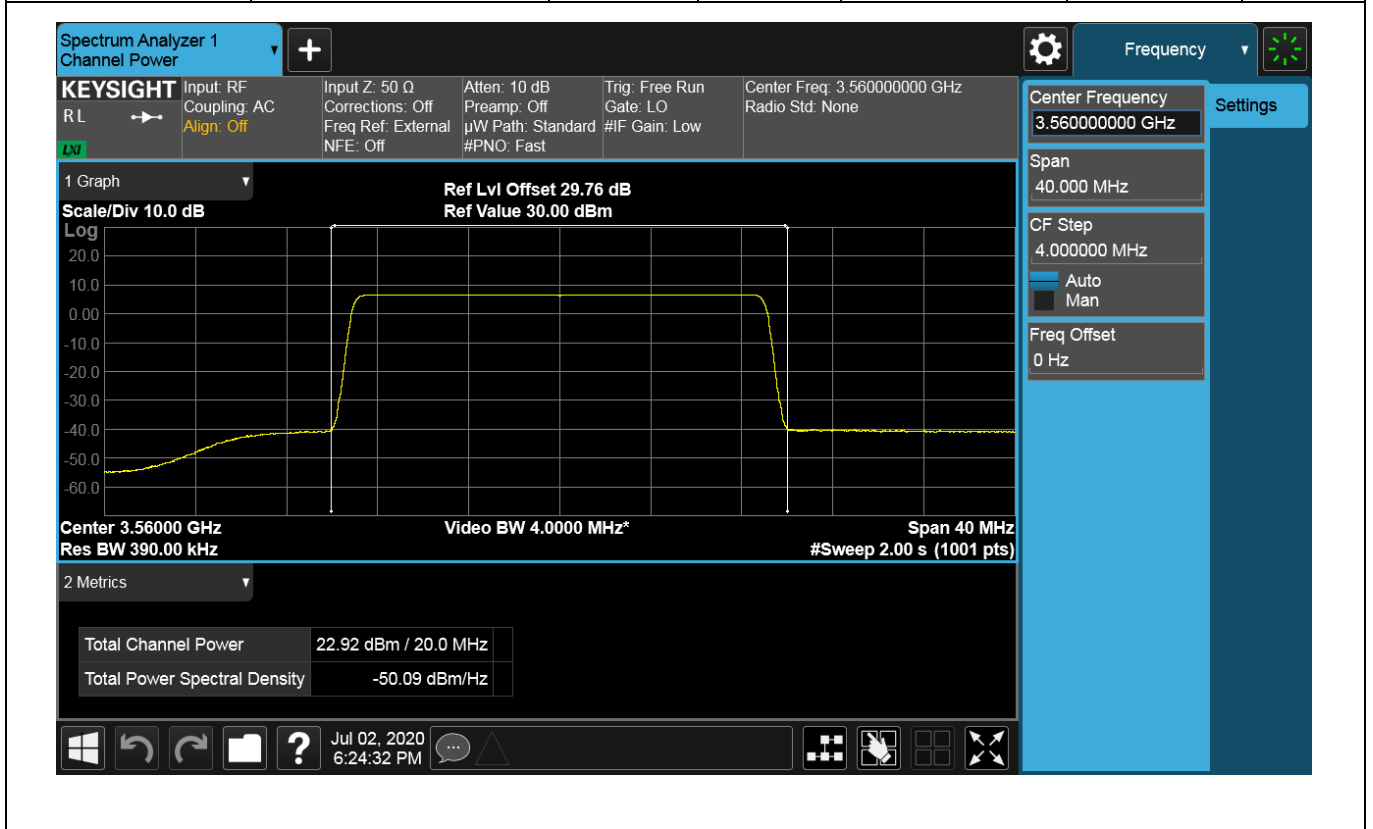 Spectrum Analyzer 1
Channel Power
▼
+
Frequency ▼
KEYSIGHT
RL
LXI
Input: RF
Coupling: AC
Align: Off
Input Z: 50 Ω
Corrections: Off
Freq Ref: External
NFE: Off
Atten: 10 dB
Preamp: Off
µW Path: Standard
#PNO: Fast
Trig: Free Run
Gate: LO
#IF Gain: Low
Center Freq: 3.560000000 GHz
Radio Std: None
Center Frequency
3.560000000 GHz
Settings
Span
40.000 MHz
CF Step
4.000000 MHz
Auto
Man
Freq Offset
0 Hz
1 Graph ▼
Scale/Div 10.0 dB
Ref Lvl Offset 29.76 dB
Ref Value 30.00 dBm
Log
20.0
10.0
0.00
-10.0
-20.0
-30.0
-40.0
-50.0
-60.0
Center 3.56000 GHz
Res BW 390.00 kHz
Video BW 4.0000 MHz*
Span 40 MHz
#Sweep 2.00 s (1001 pts)
2 Metrics ▼
Total Channel Power 22.92 dBm / 20.0 MHz
Total Power Spectral Density -50.09 dBm/Hz
?
Jul 02, 2020
6:24:32 PM